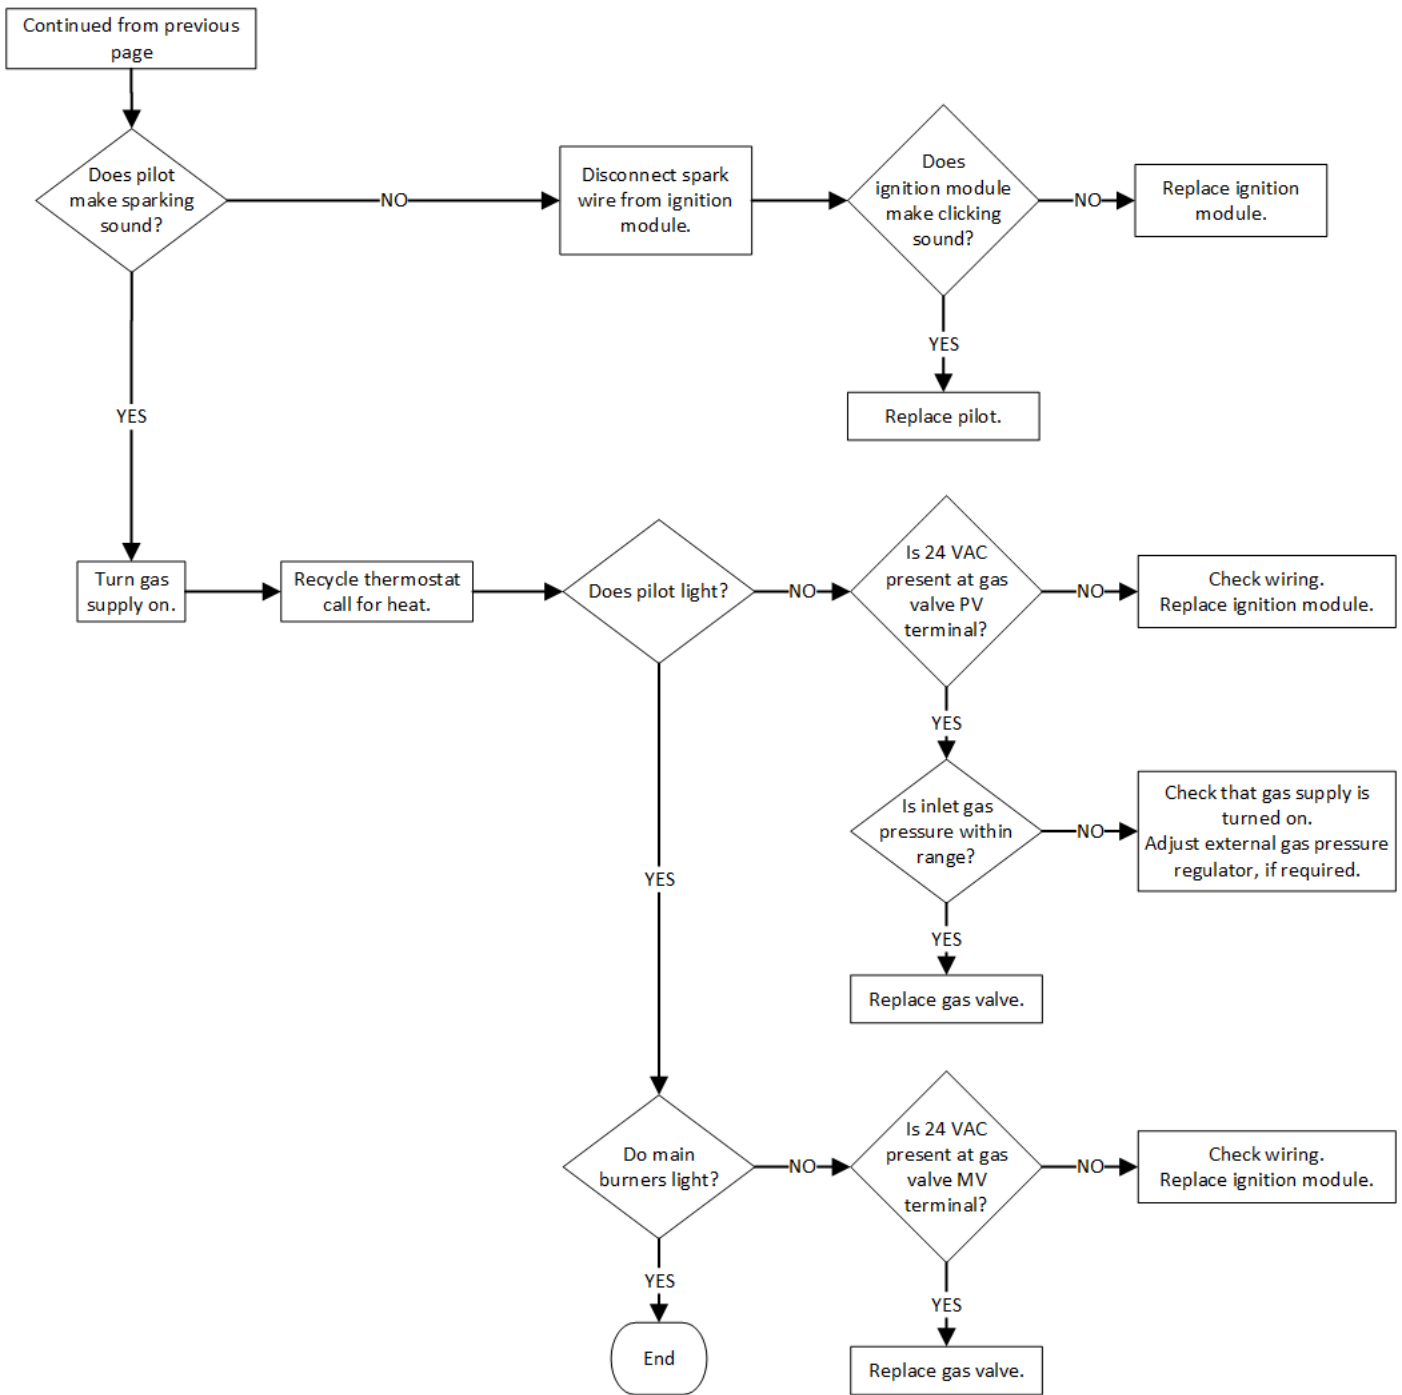 Continued from previous
page
Does pilot
make sparking
sound?
NO
Disconnect spark
wire from ignition
module.
Does
ignition module
make clicking
sound?
NO
Replace ignition
module.
YES
Replace pilot.
YES
Turn gas
supply on.
Recycle thermostat
call for heat.
Does pilot light?
NO
Is 24 VAC
present at gas
valve PV
terminal?
NO
Check wiring.
Replace ignition module.
YES
Is inlet gas
pressure within
range?
NO
Check that gas supply is
turned on.
Adjust external gas pressure
regulator, if required.
YES
Replace gas valve.
YES
Do main
burners light?
NO
Is 24 VAC
present at gas
valve MV
terminal?
NO
Check wiring.
Replace ignition module.
YES
Replace gas valve.
YES
End